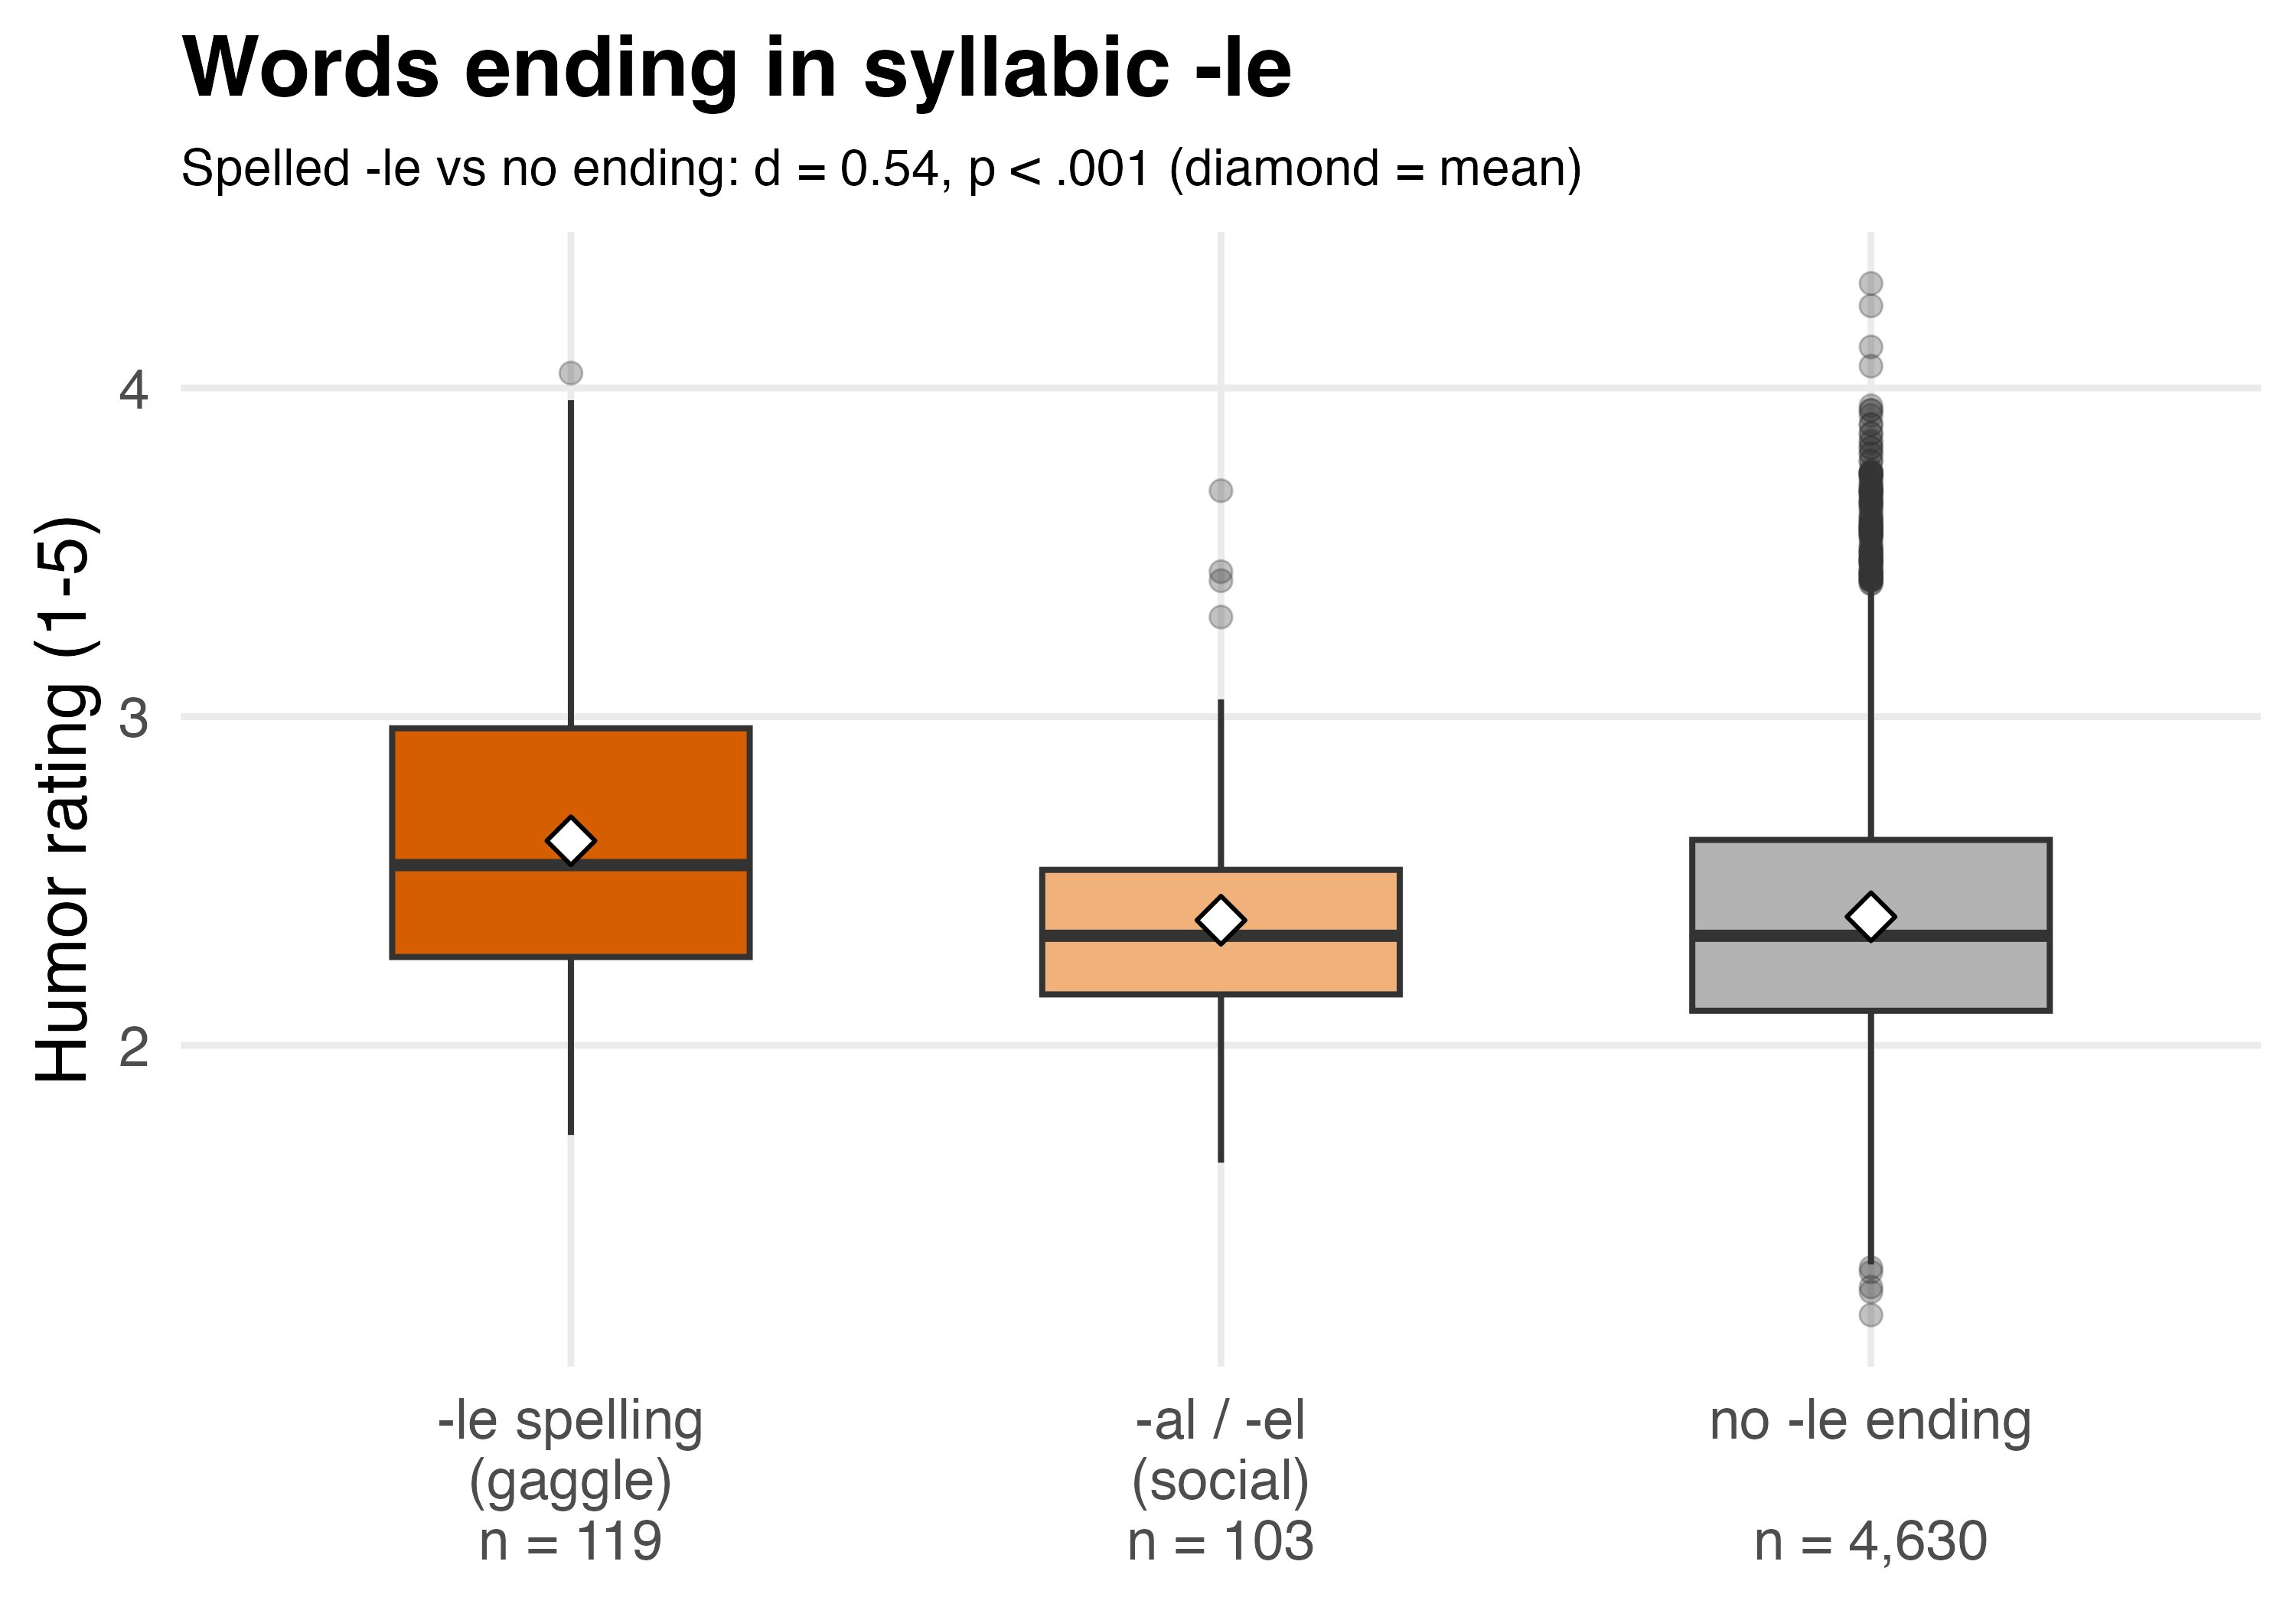 Words ending in syllabic -le
Spelled -le vs no ending: d = 0.54, p < .001 (diamond = mean)
Humor rating (1-5)
4
3
2
-le spelling
(gaggle)
n = 119
-al / -el
(social)
n = 103
no -le ending
n = 4,630